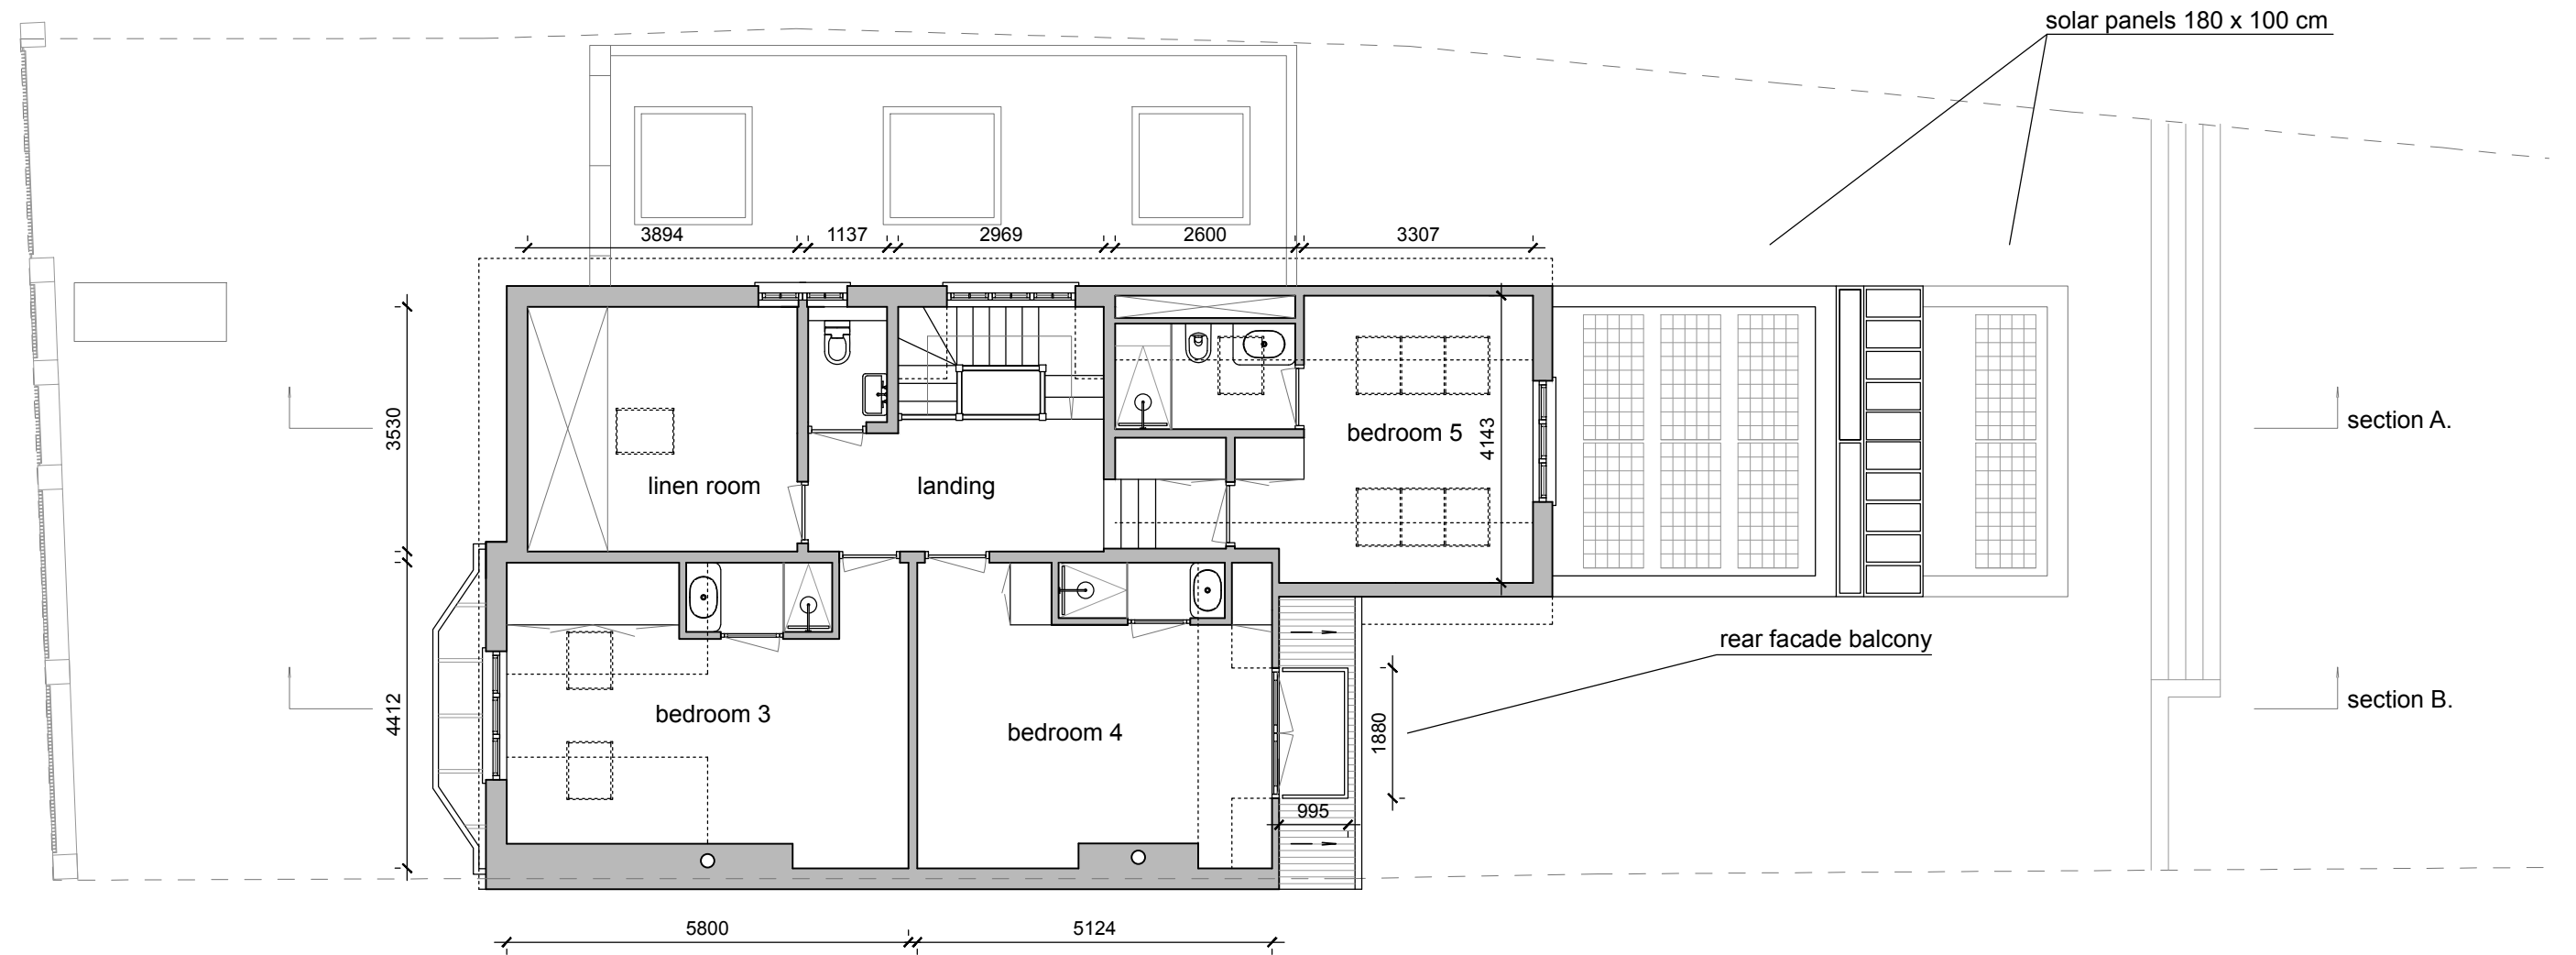 solar panels 180 x 100 cm
3894
1137
2969
2600
3307
3530
4143
bedroom 5
section A.
linen room
landing
rear facade balcony
4412
section B.
bedroom 3
bedroom 4
1880
995
5800
5124